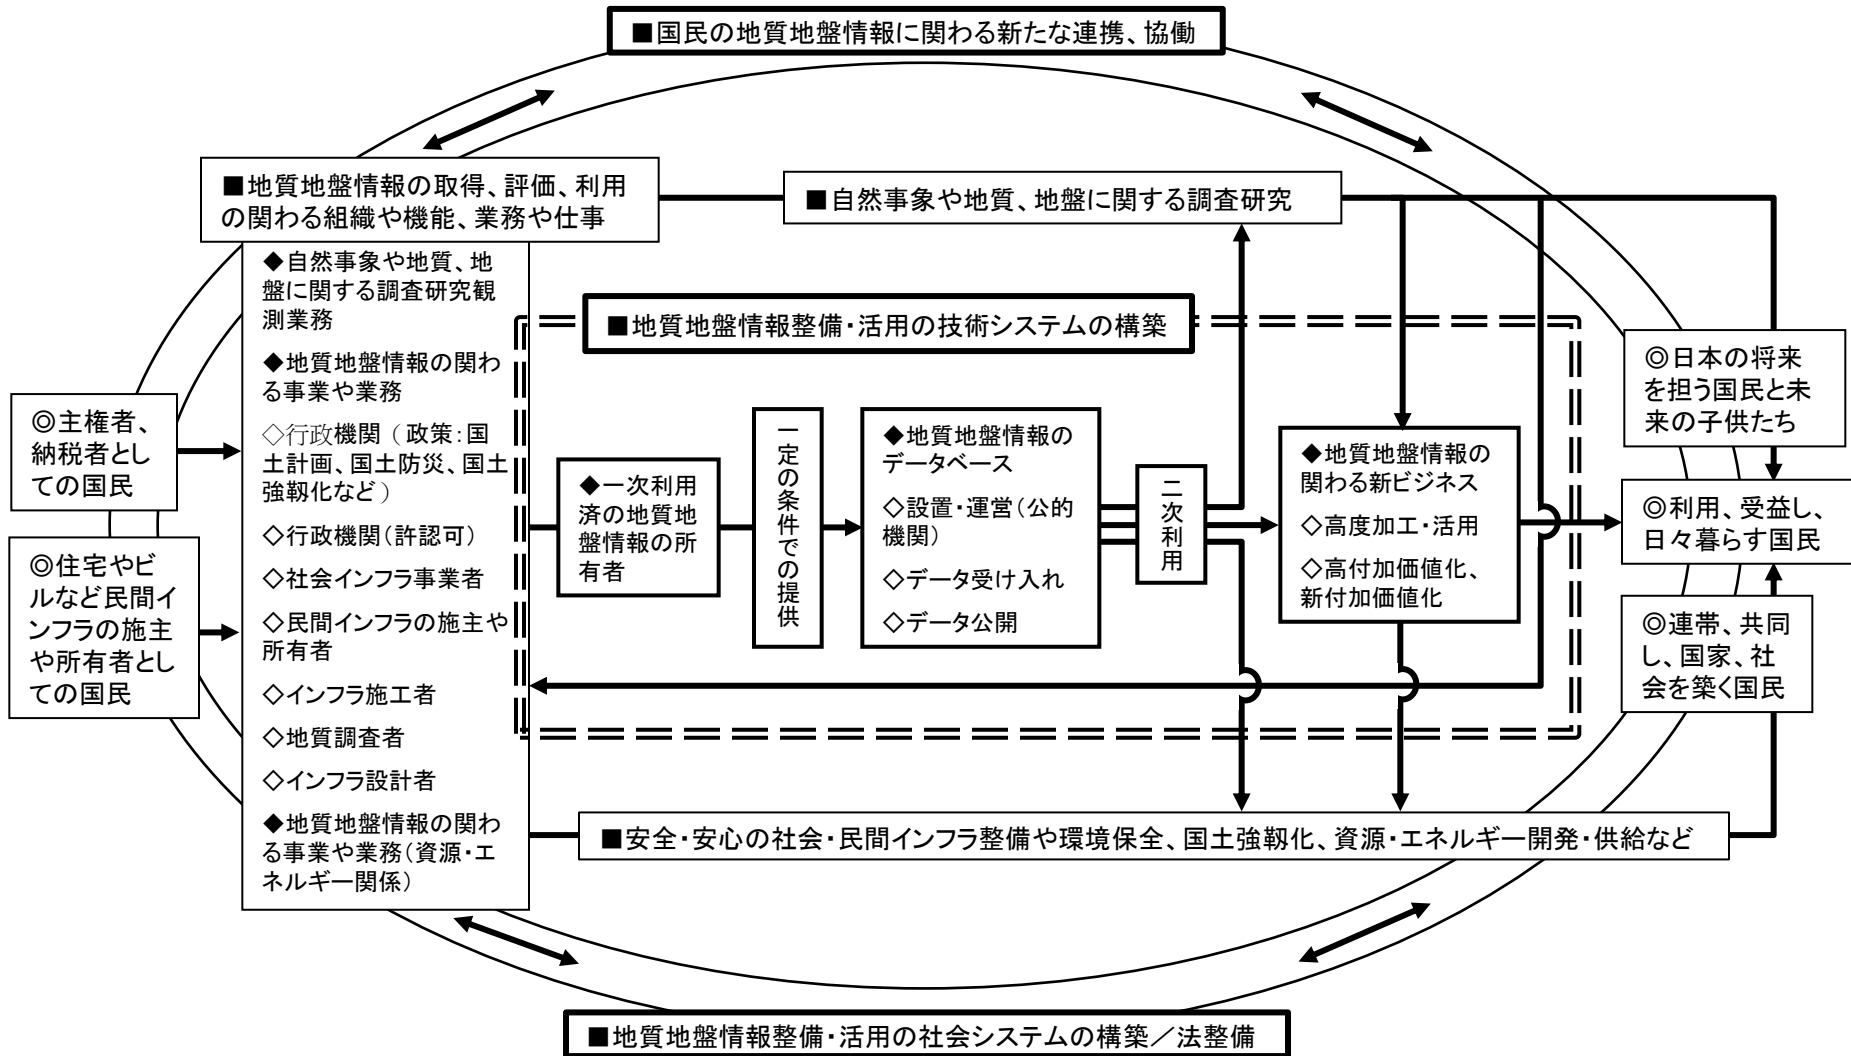 ■国民の地質地盤情報に関わる新たな連携、協働
■地質地盤情報の取得、評価、利用
の関わる組織や機能、業務や仕事
■自然事象や地質、地盤に関する調査研究
◆自然事象や地質、地
盤に関する調査研究観
測業務
◆地質地盤情報の関わ
る事業や業務
◇行政機関（政策：国
土計画、国土防災、国土
強靱化など）
◇行政機関（許認可）
◇社会インフラ事業者
◇民間インフラの施主や
所有者
◇インフラ施工者
◇地質調査者
◇インフラ設計者
◆地質地盤情報の関わ
る事業や業務（資源・エ
ネルギー関係）
◎主権者、
納税者とし
ての国民
◎住宅やビ
ルなど民間イ
ンフラの施主
や所有者とし
ての国民
■地質地盤情報整備・活用の技術システムの構築
◆一次利用
済の地質地
盤情報の所
有者
一定の条件での提供
◆地質地盤情報の
データベース
◇設置・運営（公的
機関）
◇データ受け入れ
◇データ公開
二次利用
◆地質地盤情報の
関わる新ビジネス
◇高度加工・活用
◇高付加価値化、
新付加価値化
◎日本の将来
を担う国民と未
来の子供たち
◎利用、受益し、
日々暮らす国民
◎連帯、共同
し、国家、社
会を築く国民
■安全・安心の社会・民間インフラ整備や環境保全、国土強靱化、資源・エネルギー開発・供給など
■地質地盤情報整備・活用の社会システムの構築／法整備